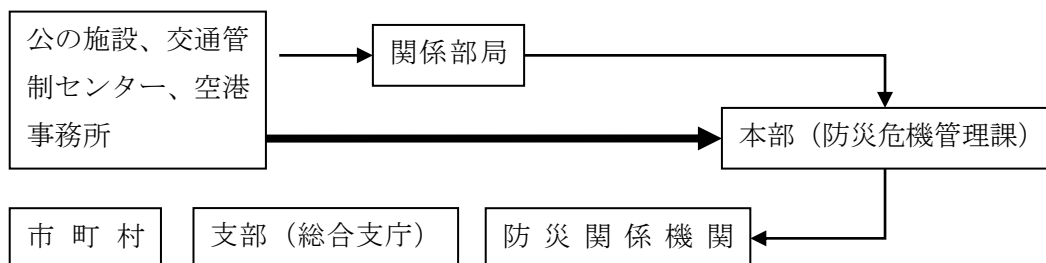 公の施設、交通管
制センター、空港
事務所
関係部局
本部（防災危機管理課）
市町村
支部（総合支庁）
防災関係機関